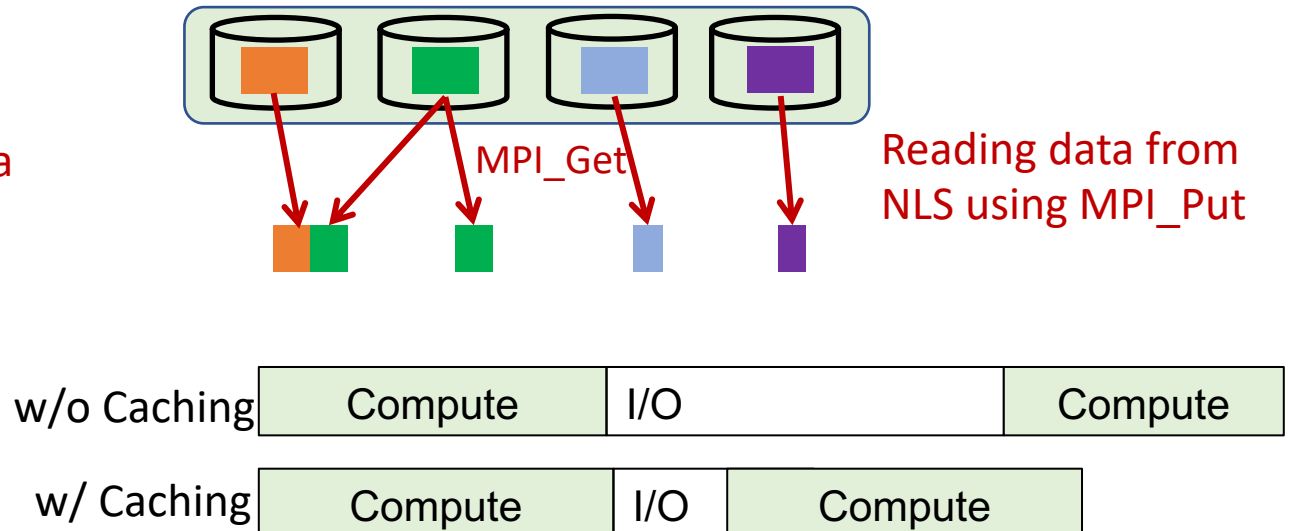 a
MPI_Get
Reading data from
NLS using MPI_Put
w/o Caching Compute I/O Compute
w/ Caching Compute I/O Compute